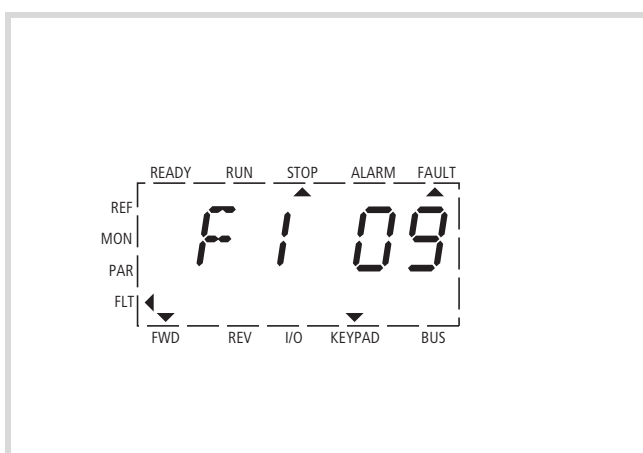 READY RUN STOP ALARM FAULT
REF
MON
PAR
FLT
F1 09
FWD REV I/O KEYPAD BUS